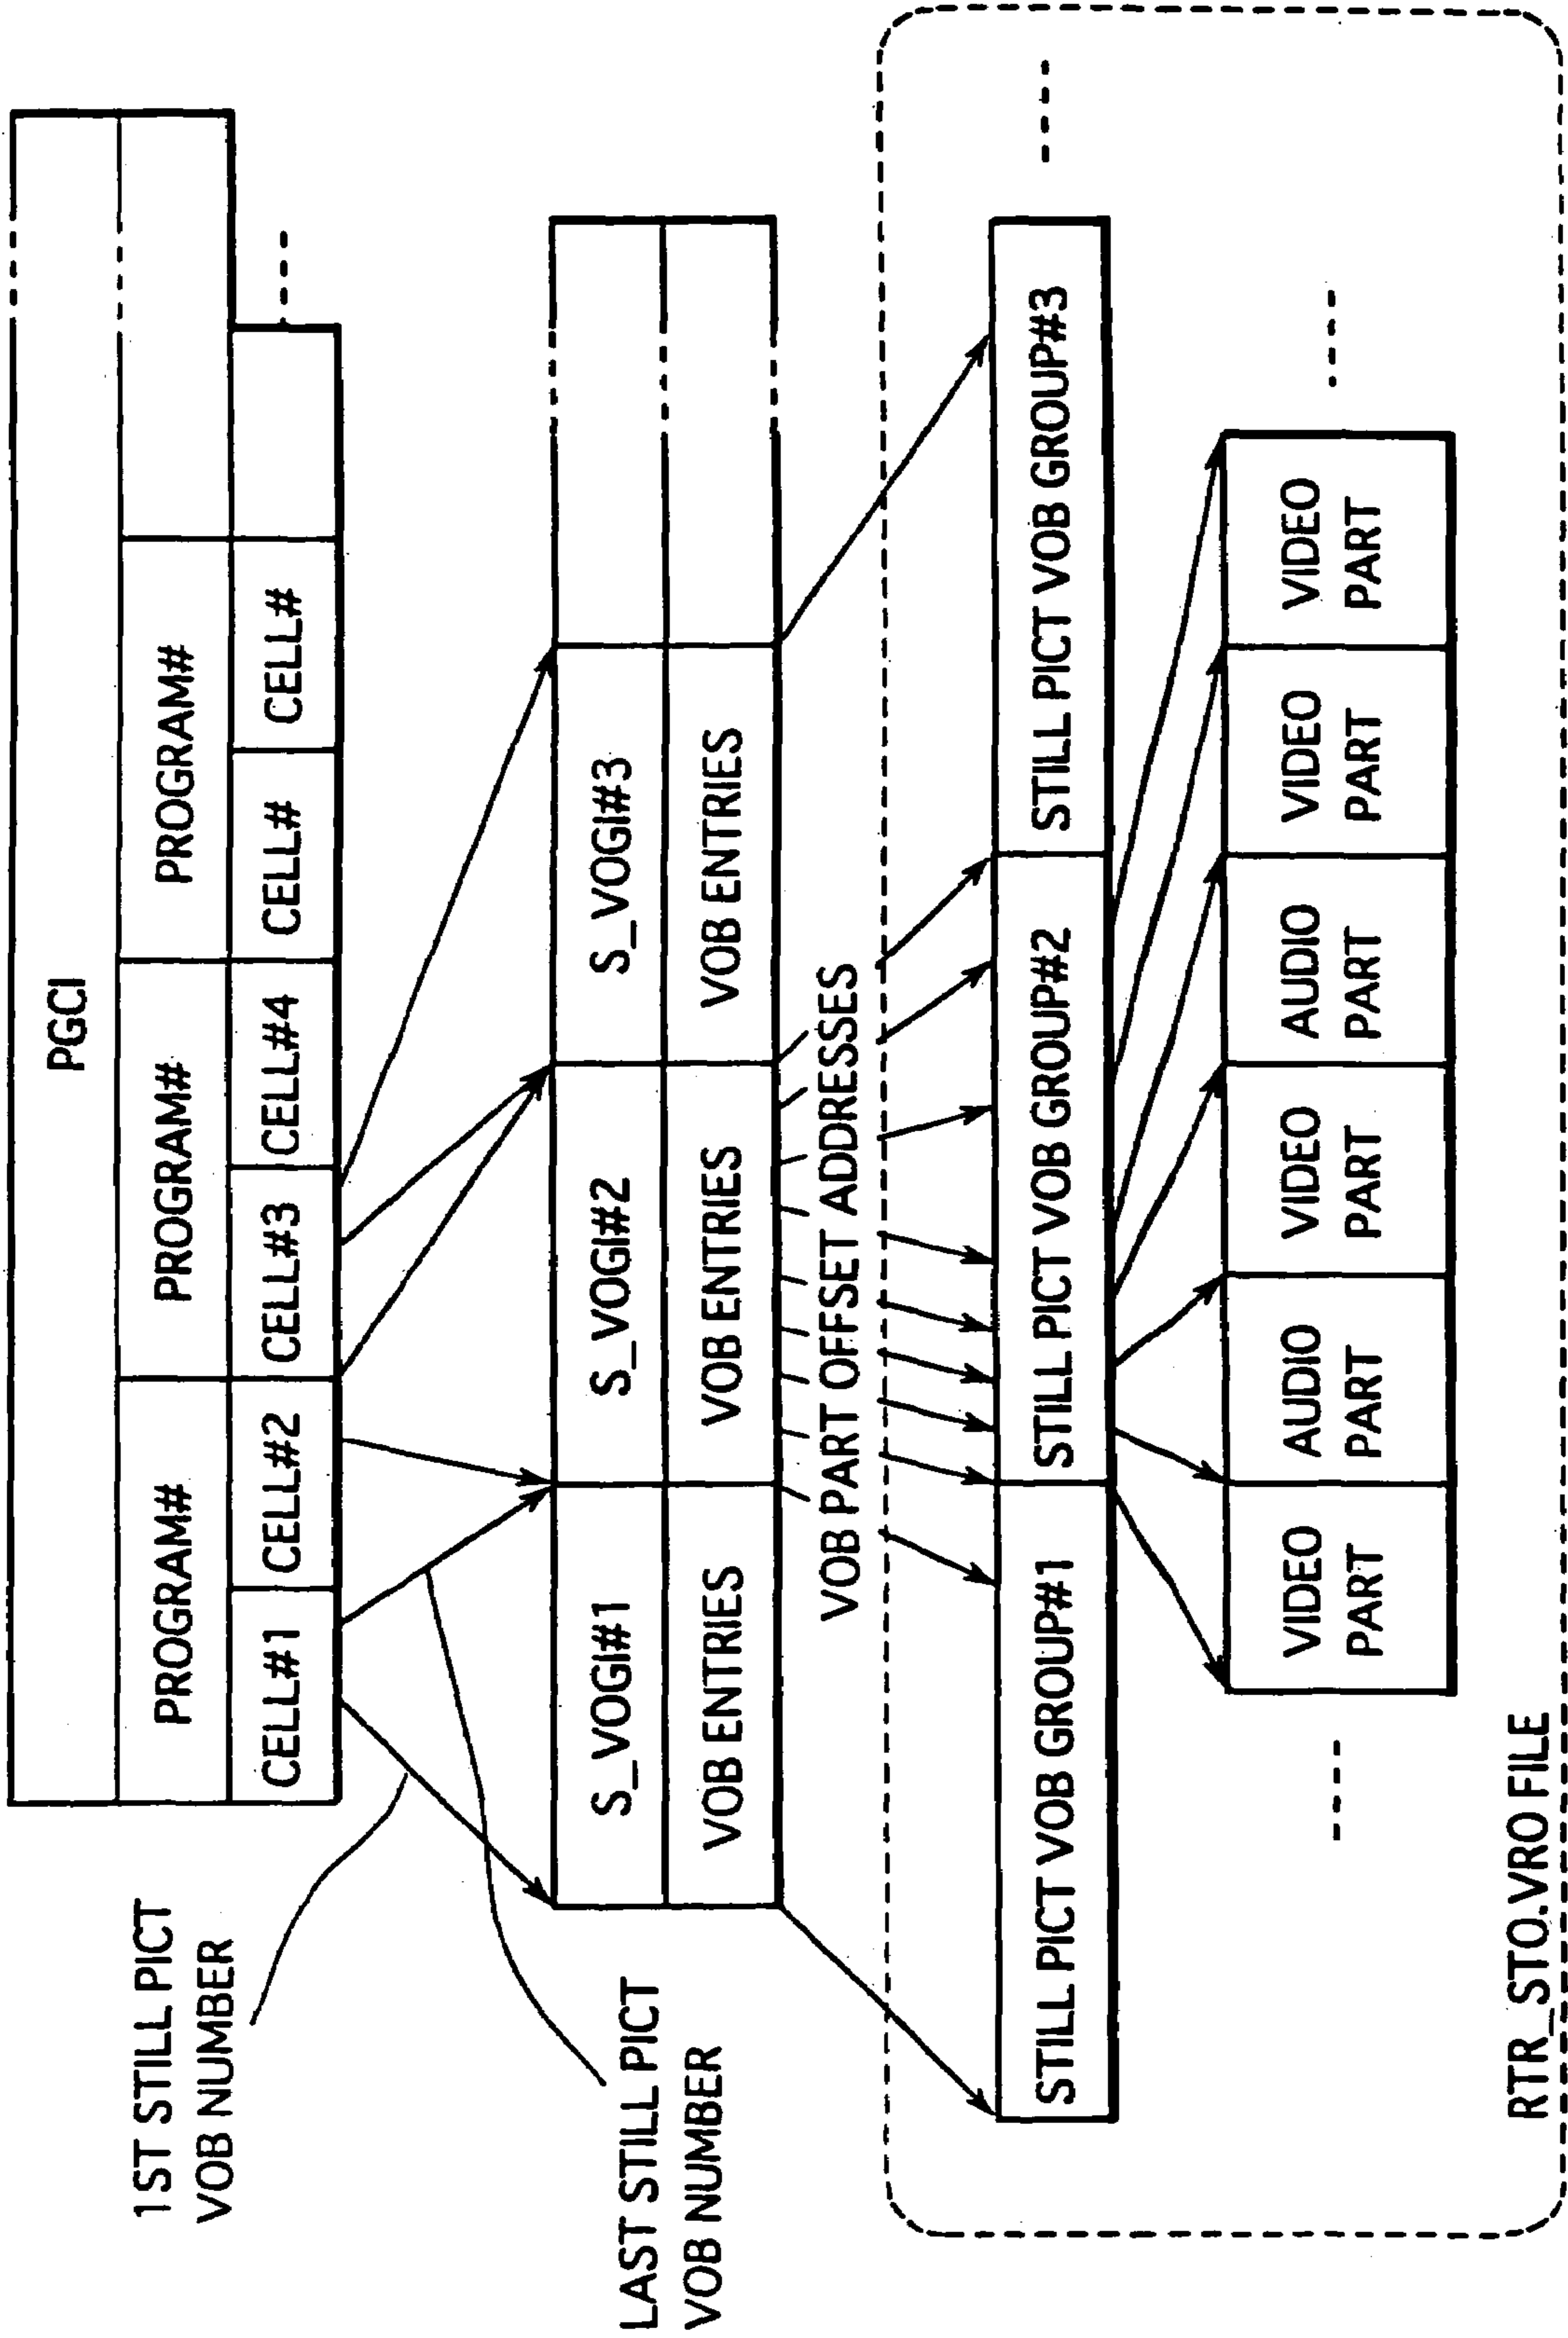 PGCI
PROGRAM#
PROGRAM#
PROGRAM#
CELL#1
CELL#2
CELL#3
CELL#4
CELL#
CELL#
1ST STILL PICT
VOB NUMBER
LAST STILL PICT
VOB NUMBER
S_VOGI#1
S_VOGI#2
S_VOGI#3
VOB ENTRIES
VOB ENTRIES
VOB ENTRIES
VOB PART OFFSET ADDRESSES
STILL PICT VOB GROUP#1
STILL PICT VOB GROUP#2
STILL PICT VOB GROUP#3
VIDEO
PART
AUDIO
PART
VIDEO
PART
AUDIO
PART
VIDEO
PART
VIDEO
PART
RTR_STO.VRO FILE